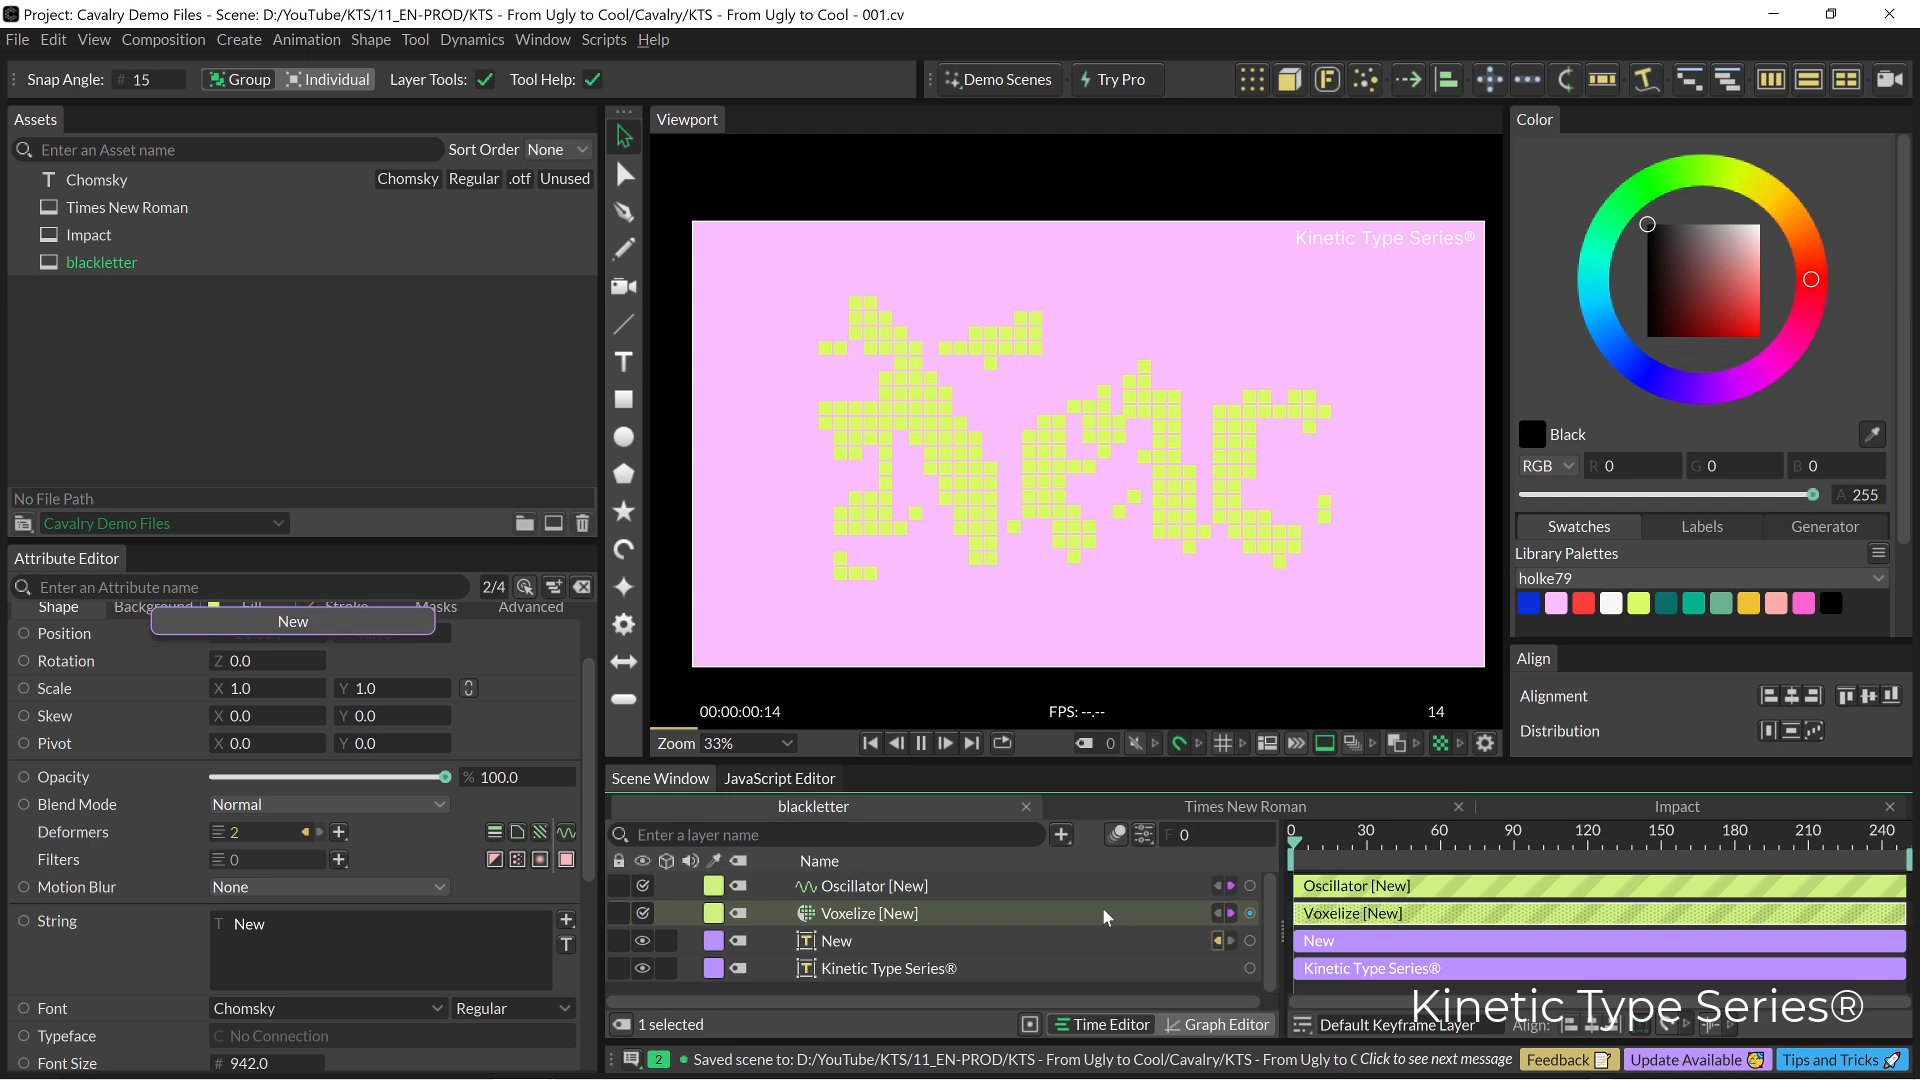 Project: Cavalry Demo Files - Scene: D:/YouTube/KTS/11_EN-PROD/KTS - From Ugly to Cool/Cavalry/KTS - From Ugly to Cool - 001.cv
File Edit View Composition Create Animation Shape Tool Dynamics Window Scripts Help
Snap Angle: # 15 Group Individual Layer Tools: Tool Help: Demo Scenes Try Pro
Assets
Enter an Asset name Sort Order None
Chomsky Chomsky Regular .otf Unused
Times New Roman
Impact
blackletter
No File Path
Cavalry Demo Files
Attribute Editor
Enter an Attribute name 2/4
Shape Background Fill Stroke Masks Advanced
New
Position
Rotation Z 0.0
Scale X 1.0 Y 1.0
Skew X 0.0 Y 0.0
Pivot X 0.0 Y 0.0
Opacity % 100.0
Blend Mode Normal
Deformers 2
Filters 0
Motion Blur None
String T New
Font Chomsky Regular
Typeface C No Connection
Font Size # 942.0
Viewport
Kinetic Type Series®
New
00:00:00:14 FPS: --.-- 14
Zoom 33% 0
Scene Window JavaScript Editor
blackletter Times New Roman Impact
Enter a layer name F 0
0 30 60 90 120 150 180 210 240
Name
Oscillator [New] Oscillator [New]
Voxelize [New] Voxelize [New]
New New
Kinetic Type Series® Kinetic Type Series®
Kinetic Type Series®
1 selected Time Editor Graph Editor Default Keyframe Layer Align:
2 Saved scene to: D:/YouTube/KTS/11_EN-PROD/KTS - From Ugly to Cool/Cavalry/KTS - From Ugly to C Click to see next message Feedback Update Available Tips and Tricks
Color
Black
RGB R 0 G 0 B 0
A 255
Swatches Labels Generator
Library Palettes
holke79
Align
Alignment
Distribution